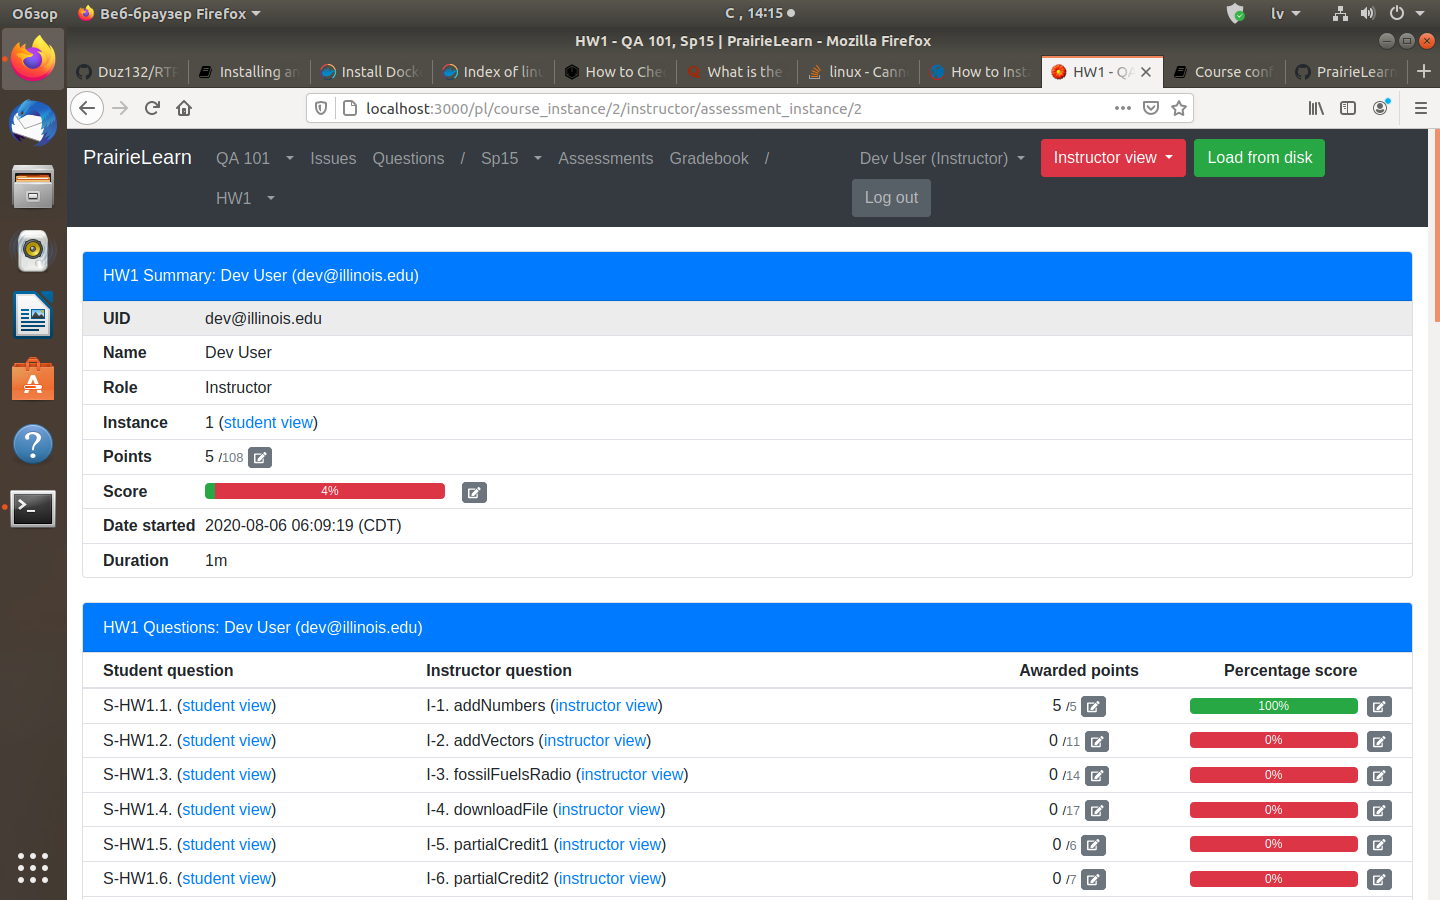 Обзор Веб-браузер Firefox С , 14:15 lv
HW1 - QA 101, Sp15 | PrairieLearn - Mozilla Firefox
Duz132/RTF Installing an Install Dock Index of linu How to Chec What is the linux - Cann How to Insta HW1 - QA Course conf PrairieLearn
localhost:3000/pl/course_instance/2/instructor/assessment_instance/2
PrairieLearn QA 101 Issues Questions / Sp15 Assessments Gradebook / Dev User (Instructor) Instructor view Load from disk
HW1 Log out
HW1 Summary: Dev User (dev@illinois.edu)
UID dev@illinois.edu
Name Dev User
Role Instructor
Instance 1 (student view)
Points 5 /108
Score 4%
Date started 2020-08-06 06:09:19 (CDT)
Duration 1m
HW1 Questions: Dev User (dev@illinois.edu)
Student question Instructor question Awarded points Percentage score
S-HW1.1. (student view) I-1. addNumbers (instructor view) 5 /5 100%
S-HW1.2. (student view) I-2. addVectors (instructor view) 0 /11 0%
S-HW1.3. (student view) I-3. fossilFuelsRadio (instructor view) 0 /14 0%
S-HW1.4. (student view) I-4. downloadFile (instructor view) 0 /17 0%
S-HW1.5. (student view) I-5. partialCredit1 (instructor view) 0 /6 0%
S-HW1.6. (student view) I-6. partialCredit2 (instructor view) 0 /7 0%